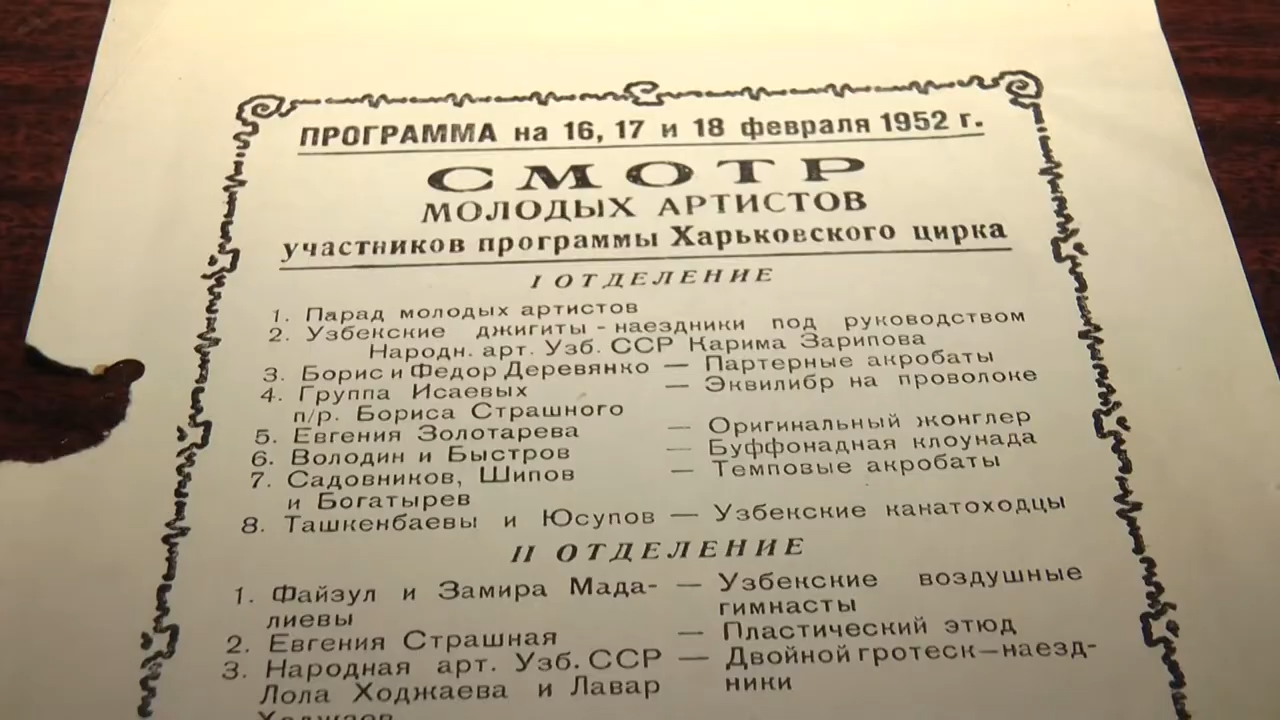 ПРОГРАММА на 16, 17 и 18 февраля 1952 г.
СМОТР
МОЛОДЫХ АРТИСТОВ
участников программы Харьковского цирка
I ОТДЕЛЕНИЕ
1. Парад молодых артистов
2. Узбекские джигиты - наездники под руководством
Народн. арт. Узб. ССР Карима Зарипова
3. Борис и Федор Деревянко — Партерные акробаты
4. Группа Исаевых — Эквилибр на проволоке
п/р. Бориса Страшного
5. Евгения Золотарева — Оригинальный жонглер
6. Володин и Быстров — Буффонадная клоунада
7. Садовников, Шипов — Темповые акробаты
и Богатырев
8. Ташкенбаевы и Юсупов — Узбекские канатоходцы
II ОТДЕЛЕНИЕ
1. Файзул и Замира Мада- — Узбекские воздушные
лиевы гимнасты
2. Евгения Страшная — Пластический этюд
3. Народная арт. Узб. ССР — Двойной гротеск—наезд-
Лола Ходжаева и Лавар ники
Ходжаев